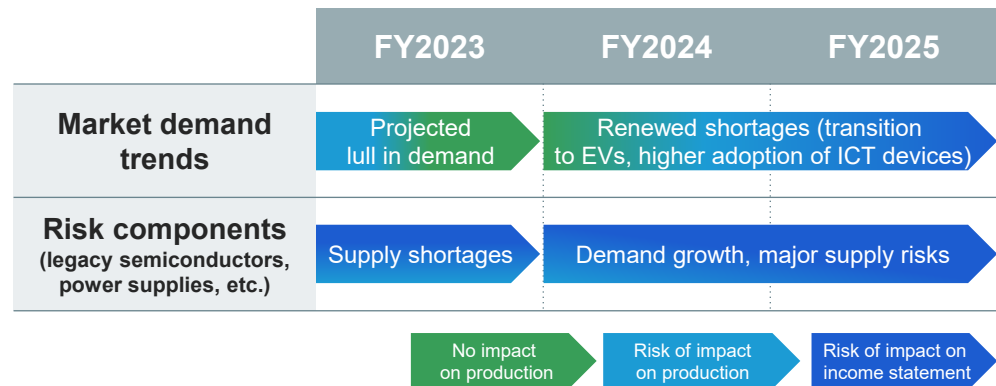 FY2023
FY2024
FY2025
Market demand
trends
Projected
lull in demand
Renewed shortages (transition
to EVs, higher adoption of ICT devices)
Risk components
(legacy semiconductors,
power supplies, etc.)
Supply shortages
Demand growth, major supply risks
No impact
on production
Risk of impact
on production
Risk of impact on
income statement